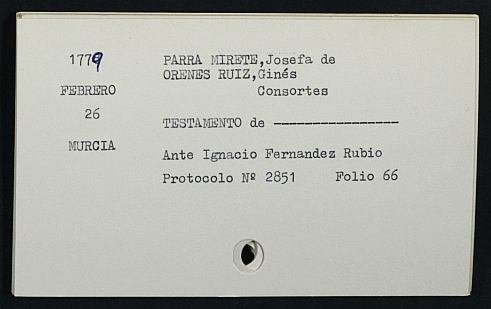 1779
FEBRERO
26
MURCIA
PARRA MIRETE,Josefa de
ORENES RUIZ,Ginés
Consortes
TESTAMENTO de ----------------
Ante Ignacio Fernandez Rubio
Protocolo Nº 2851 Folio 66